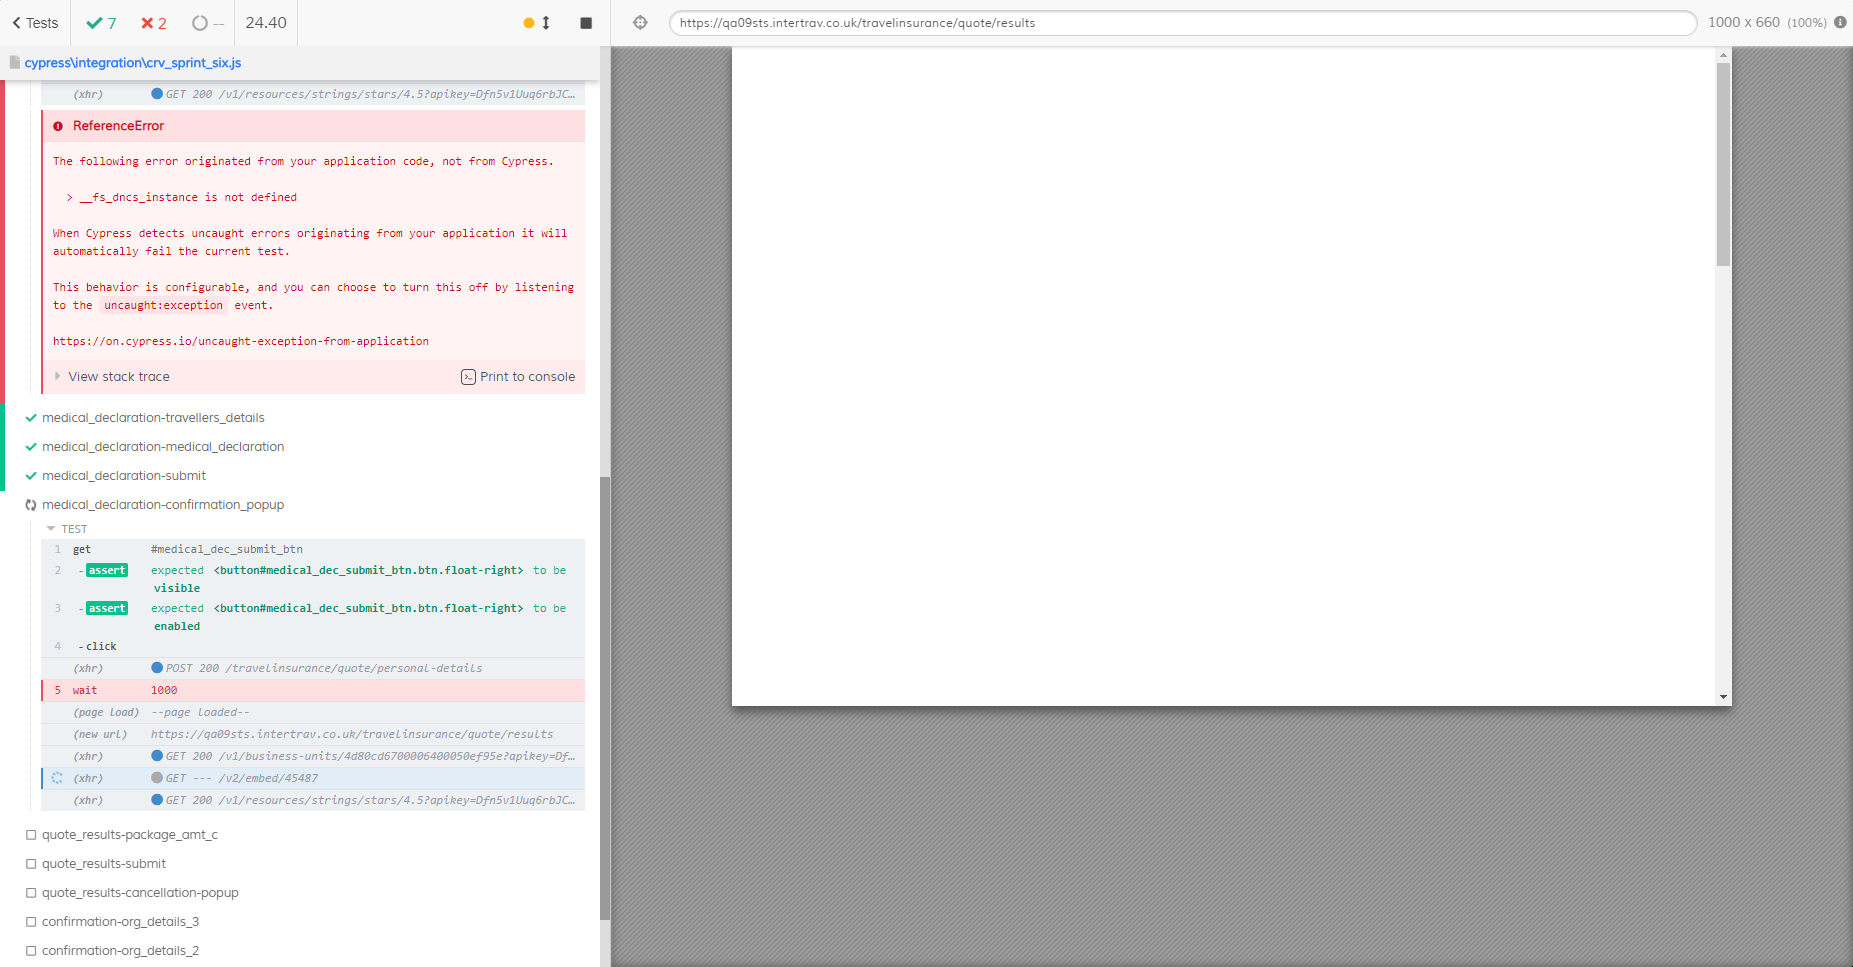 Tests
7
2
--
24.40
https://qa09sts.intertrav.co.uk/travelinsurance/quote/results
1000 x 660 (100%)
cypress\integration\crv_sprint_six.js
(xhr) GET 200 /v1/resources/strings/stars/4.5?apikey=Dfn5v1Uuq6rbJC…
ReferenceError
The following error originated from your application code, not from Cypress.
> __fs_dncs_instance is not defined
When Cypress detects uncaught errors originating from your application it will
automatically fail the current test.
This behavior is configurable, and you can choose to turn this off by listening
to the uncaught:exception event.
https://on.cypress.io/uncaught-exception-from-application
View stack trace
Print to console
medical_declaration-travellers_details
medical_declaration-medical_declaration
medical_declaration-submit
medical_declaration-confirmation_popup
TEST
1 get #medical_dec_submit_btn
2 -assert expected <button#medical_dec_submit_btn.btn.float-right> to be
visible
3 -assert expected <button#medical_dec_submit_btn.btn.float-right> to be
enabled
4 -click
(xhr) POST 200 /travelinsurance/quote/personal-details
5 wait 1000
(page load) --page loaded--
(new url) https://qa09sts.intertrav.co.uk/travelinsurance/quote/results
(xhr) GET 200 /v1/business-units/4d80cd6700006400050ef95e?apikey=Df…
(xhr) GET --- /v2/embed/45487
(xhr) GET 200 /v1/resources/strings/stars/4.5?apikey=Dfn5v1Uuq6rbJC…
quote_results-package_amt_c
quote_results-submit
quote_results-cancellation-popup
confirmation-org_details_3
confirmation-org_details_2